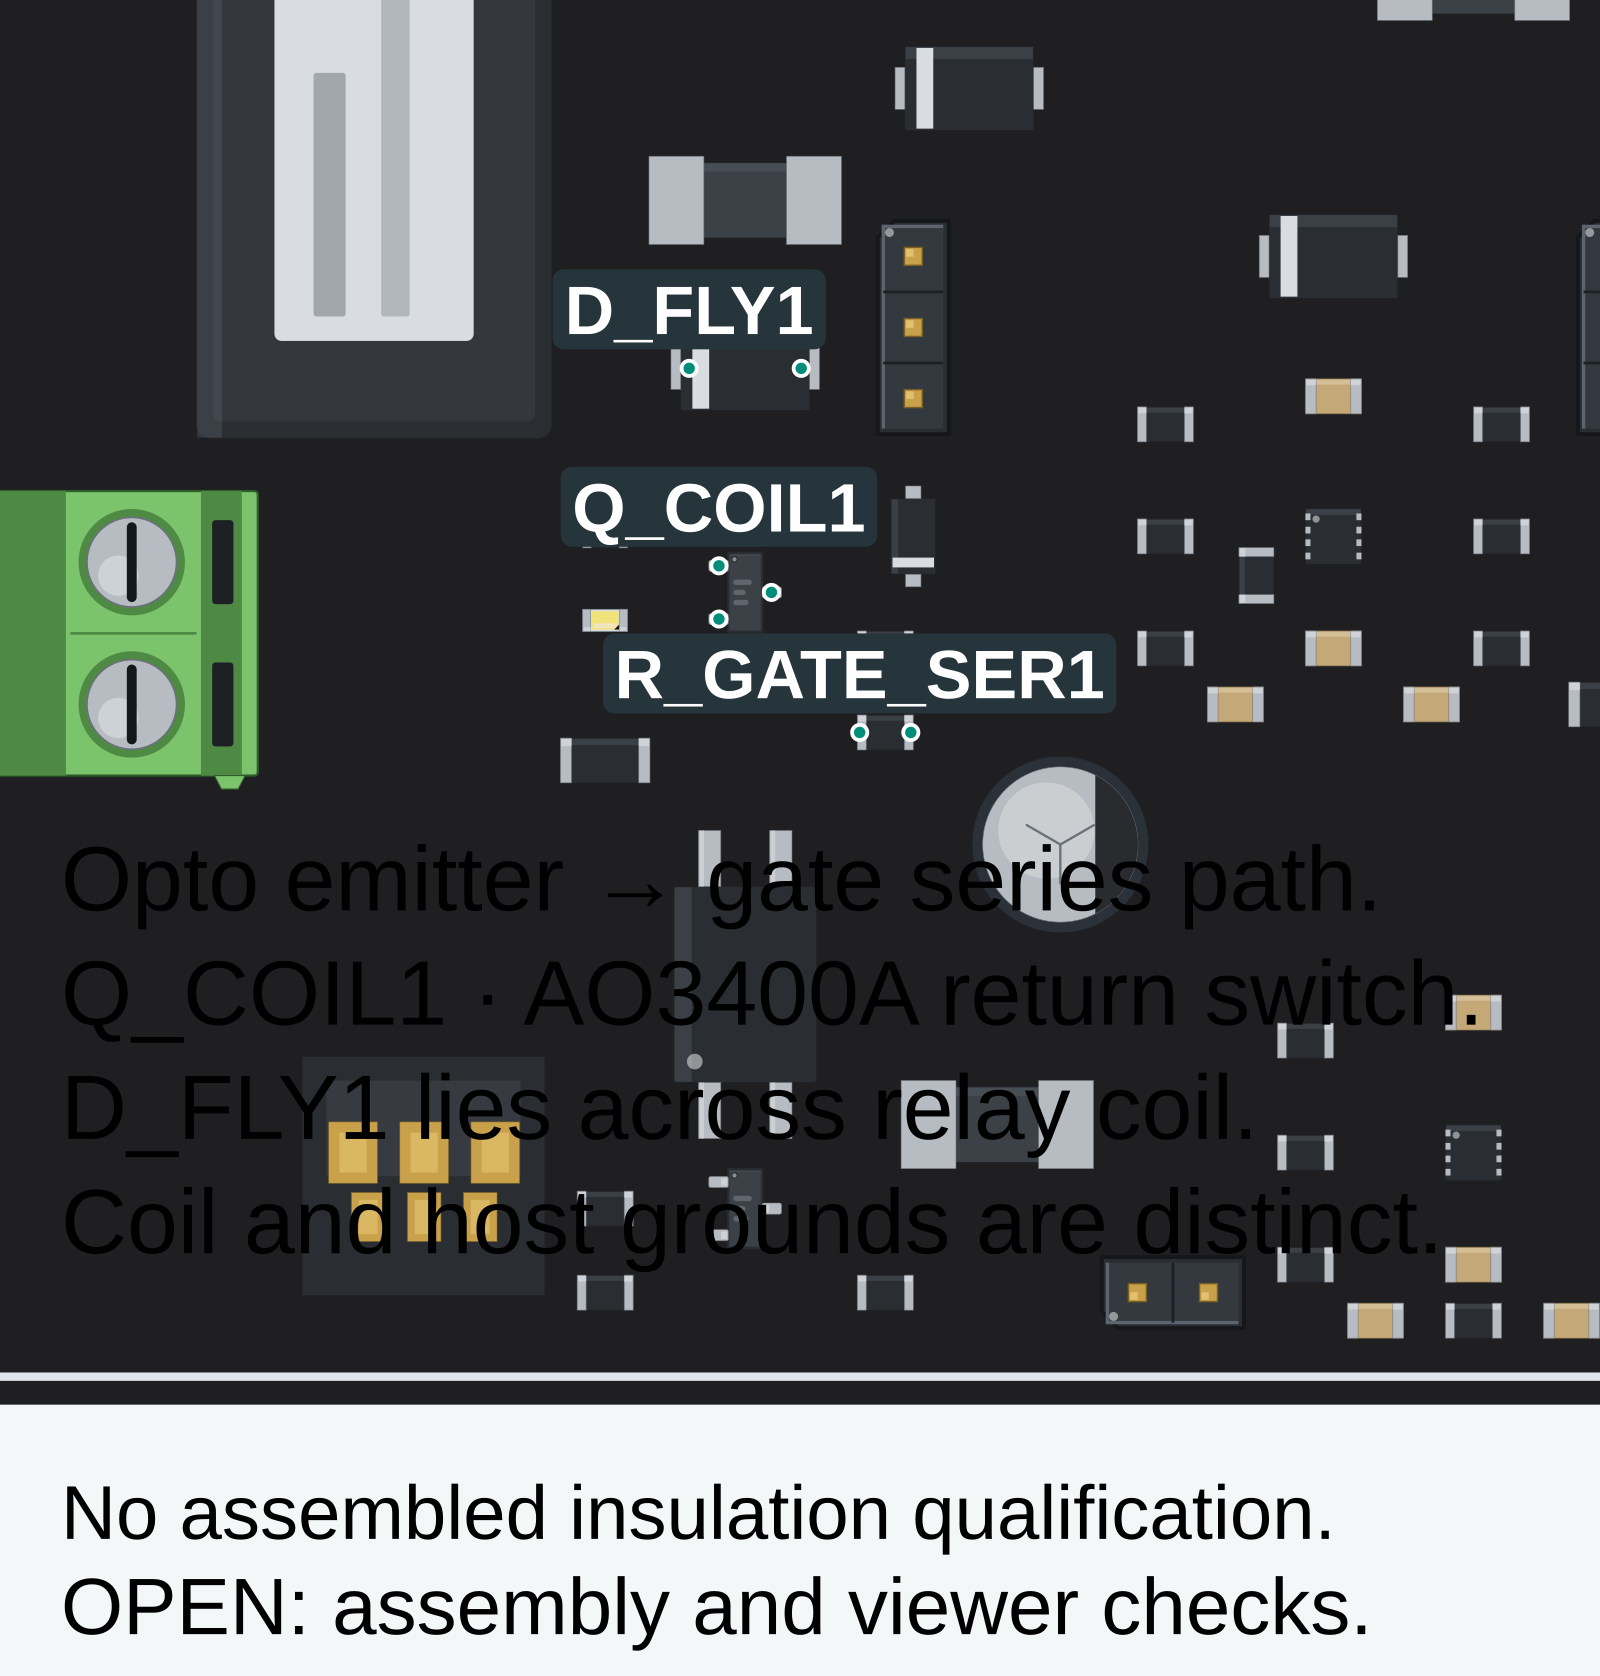 D_FLY1
Q_COIL1
R_GATE_SER1
Opto emitter → gate series path.
Q_COIL1 · AO3400A return switch.
D_FLY1 lies across relay coil.
Coil and host grounds are distinct.
No assembled insulation qualification.
OPEN: assembly and viewer checks.